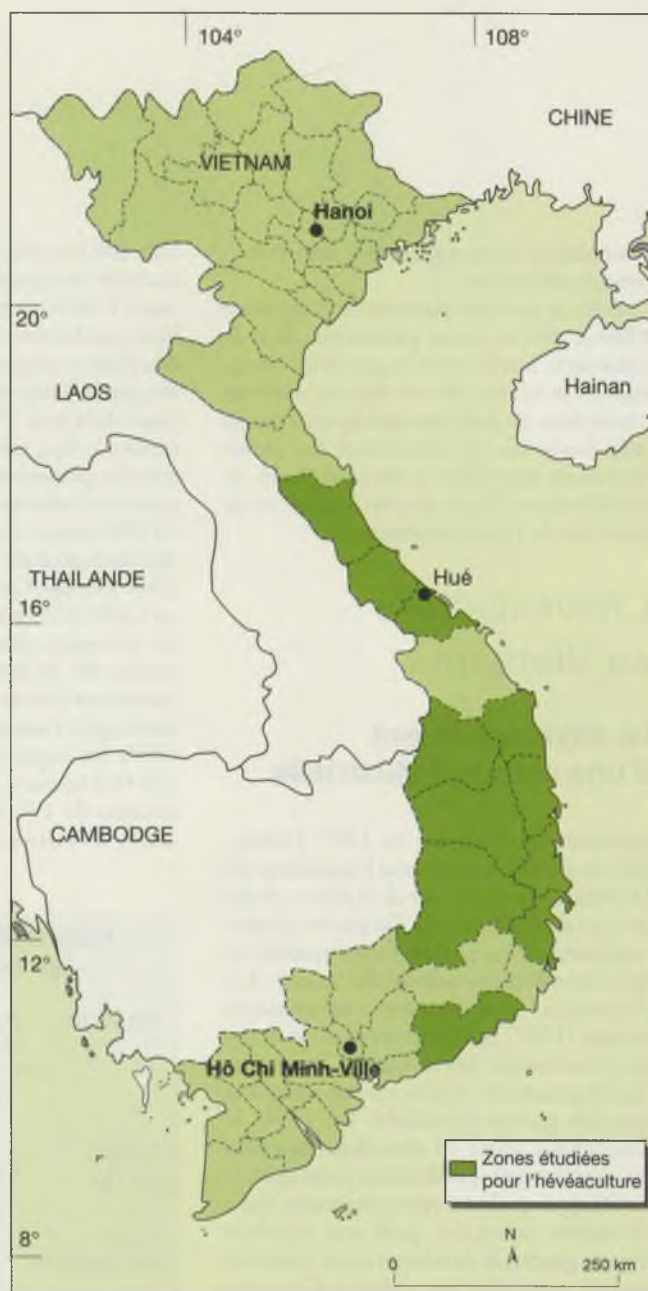 104°
108°
CHINE
VIETNAM
Hanoi
20°
LAOS
Hainan
THAILANDE
Hué
16°
CAMBODGE
12°
Hô Chi Minh-Ville
Zones étudiées
pour l'hévéaculture
N
8°
0
250 km